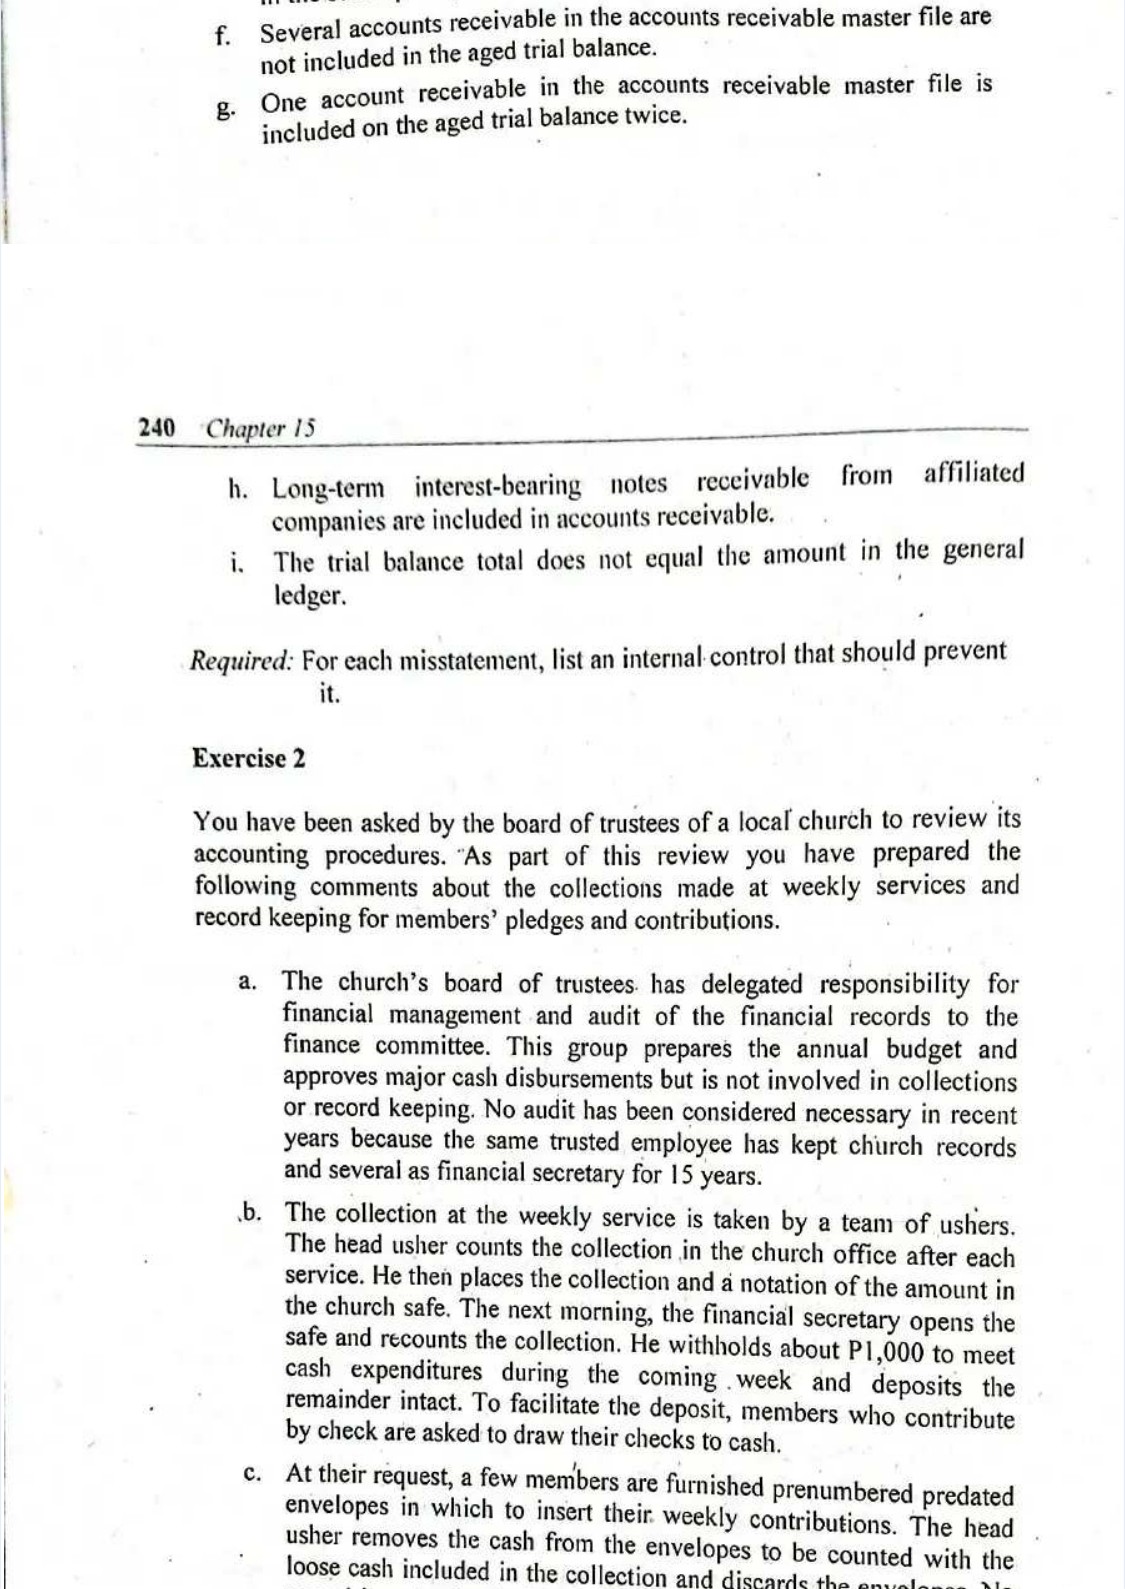 f. Several accounts receivable in the accounts receivable master file are
not included in the aged trial balance.
g. One account receivable in the accounts receivable master file is
included on the aged trial balance twice.
240 Chapter 15
h. Long-term interest-bearing notes receivable from affiliated
companies are included in accounts receivable.
i. The trial balance total does not equal the amount in the general
ledger.
Required: For each misstatement, list an internal control that should prevent
it.
Exercise 2
You have been asked by the board of trustees of a local church to review its
accounting procedures. As part of this review you have prepared the
following comments about the collections made at weekly services and
record keeping for members' pledges and contributions.
a. The church's board of trustees has delegated responsibility for
financial management and audit of the financial records to the
finance committee. This group prepares the annual budget and
approves major cash disbursements but is not involved in collections
or record keeping. No audit has been considered necessary in recent
years because the same trusted employee has kept church records
and several as financial secretary for 15 years.
b. The collection at the weekly service is taken by a team of ushers.
The head usher counts the collection in the church office after each
service. He then places the collection and a notation of the amount in
the church safe. The next morning, the financial secretary opens the
safe and recounts the collection. He withholds about P1,000 to meet
cash expenditures during the coming week and deposits the
remainder intact. To facilitate the deposit, members who contribute
by check are asked to draw their checks to cash.
c. At their request, a few members are furnished prenumbered predated
envelopes in which to insert their weekly contributions. The head
usher removes the cash from the envelopes to be counted with the
loose cash included in the collection and discards the envelopes. No